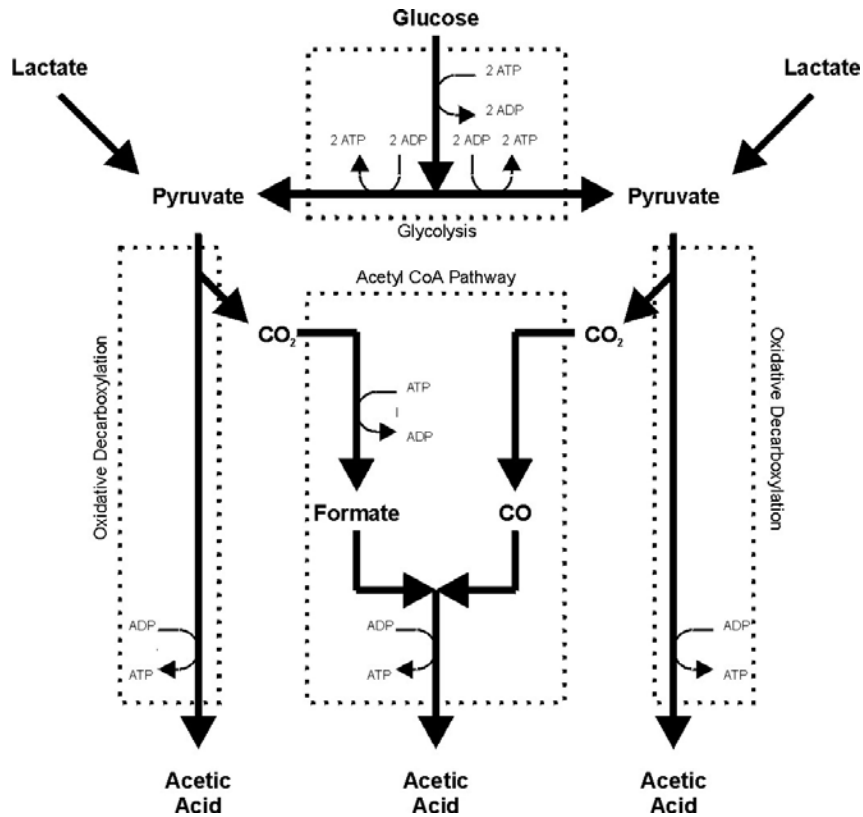 Glucose
Lactate
Lactate
2 ATP
2 ADP
2 ATP
2 ADP
2 ADP
2 ATP
Pyruvate
Pyruvate
Glycolysis
Acetyl CoA Pathway
CO₂
CO₂
Oxidative Decarboxylation
Oxidative Decarboxylation
ATP
I
ADP
Formate
CO
ADP
ADP
ADP
ATP
ATP
ATP
Acetic
Acid
Acetic
Acid
Acetic
Acid